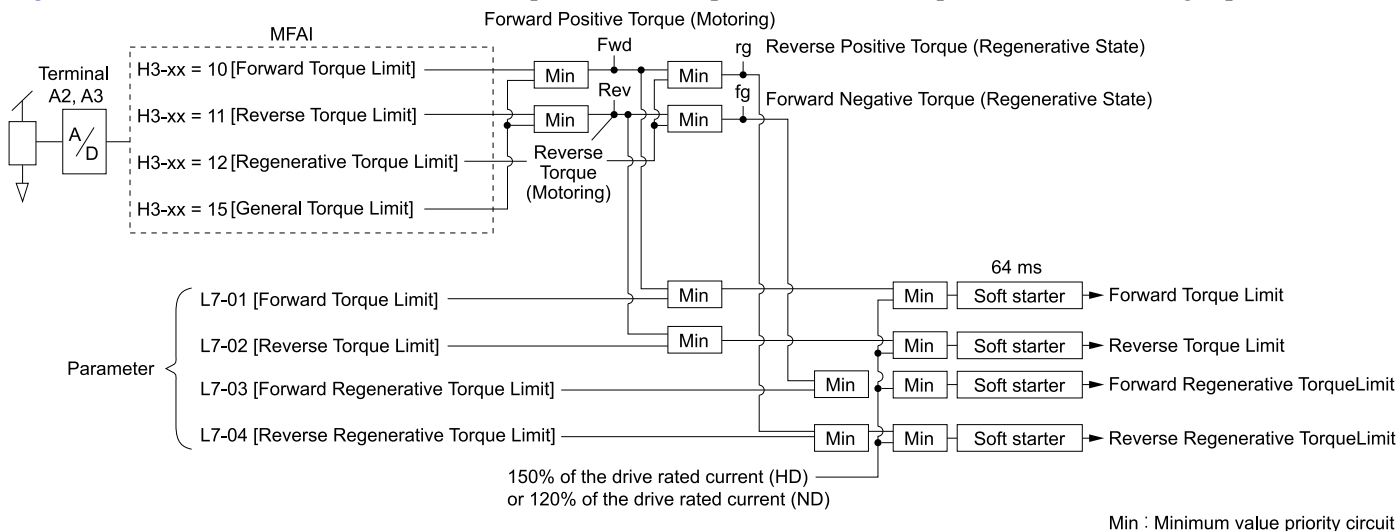 Forward Positive Torque (Motoring)
MFAI
Fwd
rg
Reverse Positive Torque (Regenerative State)
Terminal
A2, A3
H3-xx = 10 [Forward Torque Limit]
Min
Min
Rev
fg
Forward Negative Torque (Regenerative State)
H3-xx = 11 [Reverse Torque Limit]
Min
Min
A/D
Reverse
Torque
(Motoring)
H3-xx = 12 [Regenerative Torque Limit]
H3-xx = 15 [General Torque Limit]
64 ms
L7-01 [Forward Torque Limit]
Min
Min
Soft starter
Forward Torque Limit
L7-02 [Reverse Torque Limit]
Min
Min
Soft starter
Reverse Torque Limit
Parameter
L7-03 [Forward Regenerative Torque Limit]
Min
Min
Soft starter
Forward Regenerative TorqueLimit
L7-04 [Reverse Regenerative Torque Limit]
Min
Min
Soft starter
Reverse Regenerative TorqueLimit
150% of the drive rated current (HD)
or 120% of the drive rated current (ND)
Min : Minimum value priority circuit